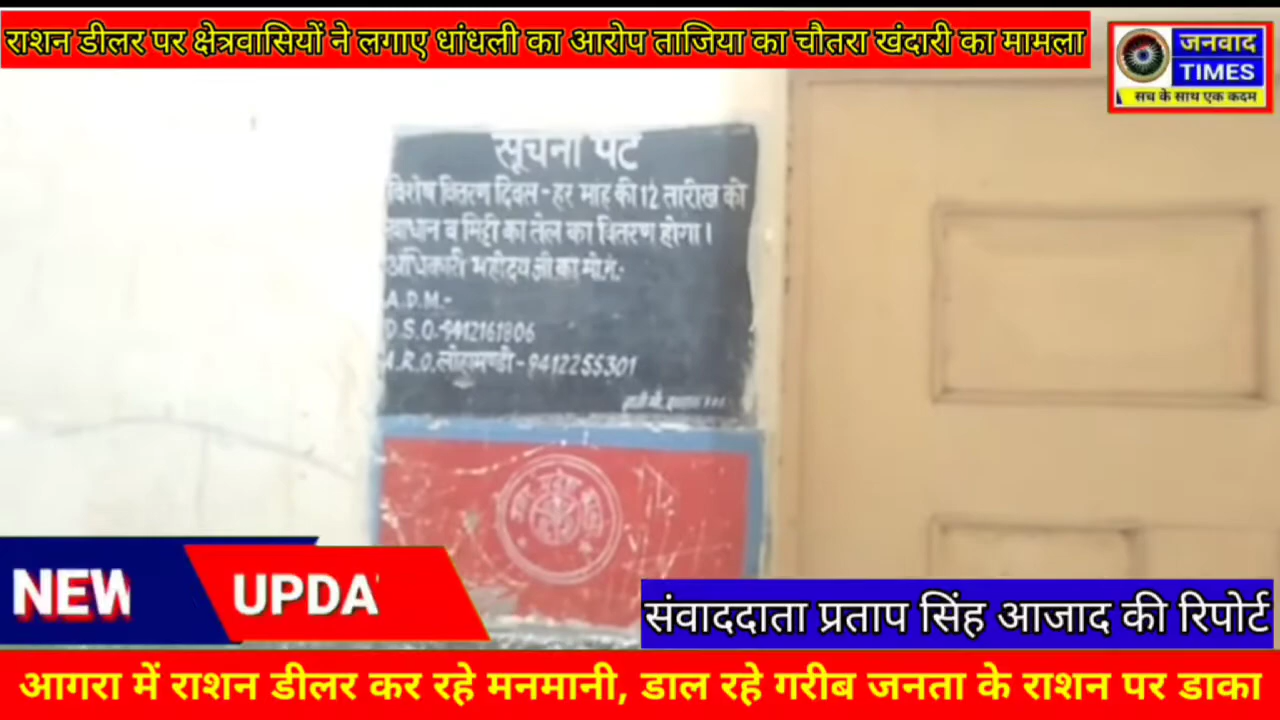 राशन डीलर पर क्षेत्रवासियों ने लगाए धांधली का आरोप ताजिया का चौतरा खंदारी का मामला
जनवाद
TIMES
सच के साथ एक कदम
सूचना पट
विशेष वितरण दिवस - हर माह की 12 तारीख को
खाधान व मिट्टी का तेल का वितरण होगा।
अधिकारी महोदय जी का मो.नं.-
A.D.M.-
D.S.O.-9412161806
A.R.O. लोहामण्डी - 9412255301
NEW
UPDA
संवाददाता प्रताप सिंह आजाद की रिपोर्ट
आगरा में राशन डीलर कर रहे मनमानी, डाल रहे गरीब जनता के राशन पर डाका